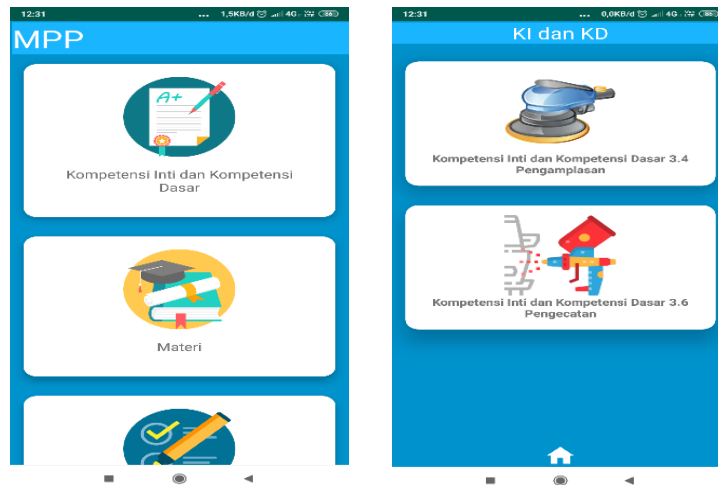 12:31 ... 1,5KB/d 4G 86
MPP
A+
Kompetensi Inti dan Kompetensi
Dasar
Materi
12:31 ... 0,0KB/d 4G
KI dan KD
Kompetensi Inti dan Kompetensi Dasar 3.4
Pengamplasan
Kompetensi Inti dan Kompetensi Dasar 3.6
Pengecatan